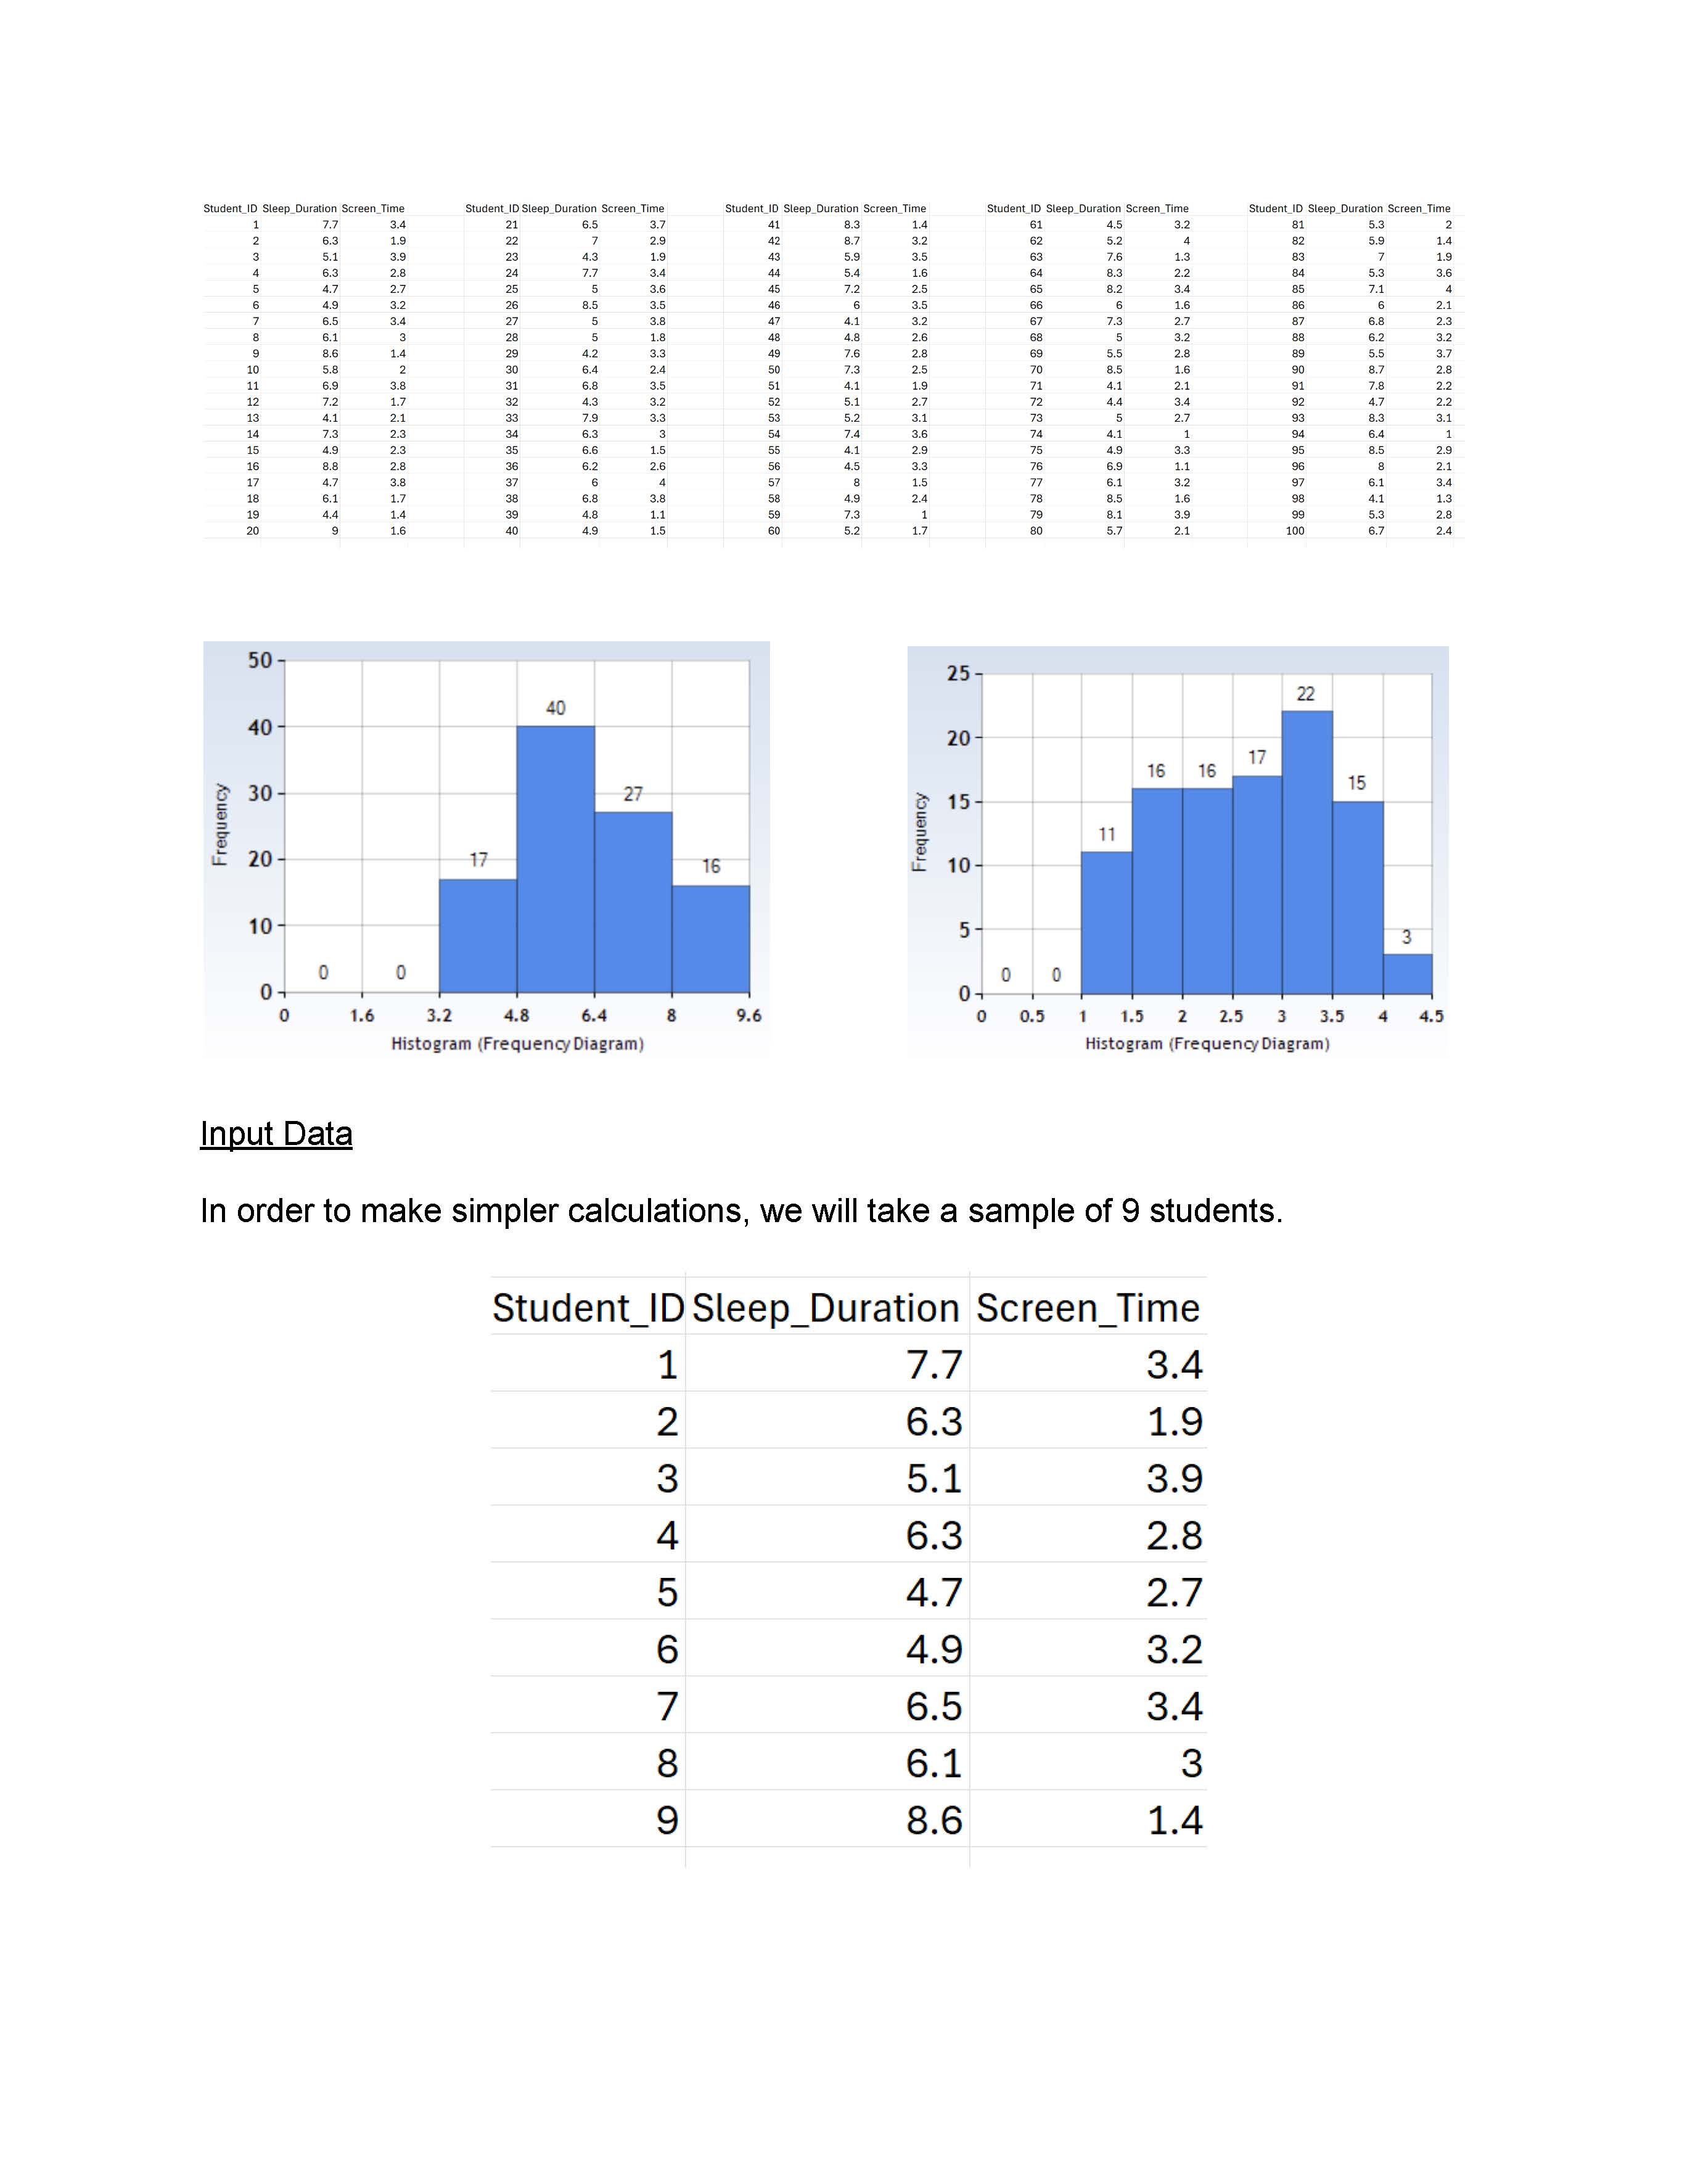 Student_ID Sleep_Duration Screen_Time Student_ID Sleep_Duration Screen_Time Student_ID Sleep_Duration Screen_Time Student_ID Sleep_Duration Screen_Time Student_ID Sleep_Duration Screen_Time
1 7.7 3.4 21 6.5 3.7 41 8.3 1.4 61 4.5 3.2 81 5.3 2
2 6.3 1.9 22 7 2.9 42 8.7 3.2 62 5.2 4 82 5.9 1.4
3 5.1 3.9 23 4.3 1.9 43 5.9 3.5 63 7.6 1.3 83 7 1.9
4 6.3 2.8 24 7.7 3.4 44 5.4 1.6 64 8.3 2.2 84 5.3 3.6
5 4.7 2.7 25 5 3.6 45 7.2 2.5 65 8.2 3.4 85 7.1 4
6 4.9 3.2 26 8.5 3.5 46 6 3.5 66 6 1.6 86 6 2.1
7 6.5 3.4 27 5 3.8 47 4.1 3.2 67 7.3 2.7 87 6.8 2.3
8 6.1 3 28 5 1.8 48 4.8 2.6 68 5 3.2 88 6.2 3.2
9 8.6 1.4 29 4.2 3.3 49 7.6 2.8 69 5.5 2.8 89 5.5 3.7
10 5.8 2 30 6.4 2.4 50 7.3 2.5 70 8.5 1.6 90 8.7 2.8
11 6.9 3.8 31 6.8 3.5 51 4.1 1.9 71 4.1 2.1 91 7.8 2.2
12 7.2 1.7 32 4.3 3.2 52 5.1 2.7 72 4.4 3.4 92 4.7 2.2
13 4.1 2.1 33 7.9 3.3 53 5.2 3.1 73 5 2.7 93 8.3 3.1
14 7.3 2.3 34 6.3 3 54 7.4 3.6 74 4.1 1 94 6.4 1
15 4.9 2.3 35 6.6 1.5 55 4.1 2.9 75 4.9 3.3 95 8.5 2.9
16 8.8 2.8 36 6.2 2.6 56 4.5 3.3 76 6.9 1.1 96 8 2.1
17 4.7 3.8 37 6 4 57 8 1.5 77 6.1 3.2 97 6.1 3.4
18 6.1 1.7 38 6.8 3.8 58 4.9 2.4 78 8.5 1.6 98 4.1 1.3
19 4.4 1.4 39 4.8 1.1 59 7.3 1 79 8.1 3.9 99 5.3 2.8
20 9 1.6 40 4.9 1.5 60 5.2 1.7 80 5.7 2.1 100 6.7 2.4
50
40
30
20
10
0
Frequency
0 0 17 40 27 16
0 1.6 3.2 4.8 6.4 8 9.6
Histogram (Frequency Diagram)
25
20
15
10
5
0
Frequency
0 0 11 16 16 17 22 15 3
0 0.5 1 1.5 2 2.5 3 3.5 4 4.5
Histogram (Frequency Diagram)
Input Data
In order to make simpler calculations, we will take a sample of 9 students.
Student_ID Sleep_Duration Screen_Time
1 7.7 3.4
2 6.3 1.9
3 5.1 3.9
4 6.3 2.8
5 4.7 2.7
6 4.9 3.2
7 6.5 3.4
8 6.1 3
9 8.6 1.4